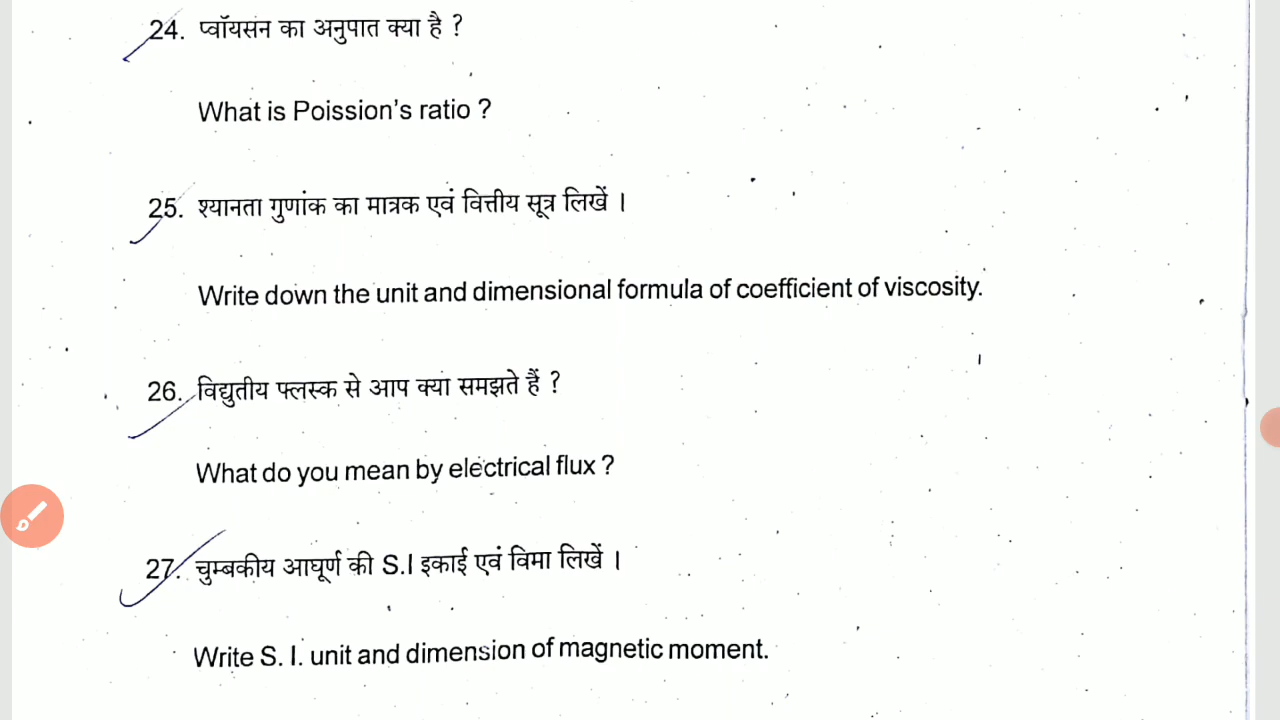 24. प्वॉयसन का अनुपात क्या है ?
What is Poission's ratio ?
25. श्यानता गुणांक का मात्रक एवं वित्तीय सूत्र लिखें ।
Write down the unit and dimensional formula of coefficient of viscosity.
26. विद्युतीय फ्लस्क से आप क्या समझते हैं ?
What do you mean by electrical flux ?
27. चुम्बकीय आघूर्ण की S.I इकाई एवं विमा लिखें ।
Write S. I. unit and dimension of magnetic moment.